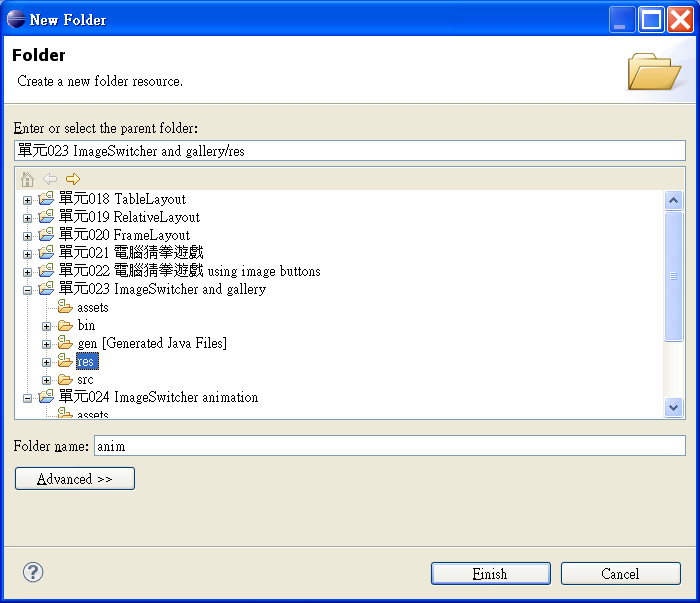 New Folder
Folder
Create a new folder resource.
Enter or select the parent folder:
單元023 ImageSwitcher and gallery/res
單元018 TableLayout
單元019 RelativeLayout
單元020 FrameLayout
單元021 電腦猜拳遊戲
單元022 電腦猜拳遊戲 using image buttons
單元023 ImageSwitcher and gallery
assets
bin
gen [Generated Java Files]
res
src
單元024 ImageSwitcher animation
assets
Folder name: anim
Advanced >>
?
Finish Cancel